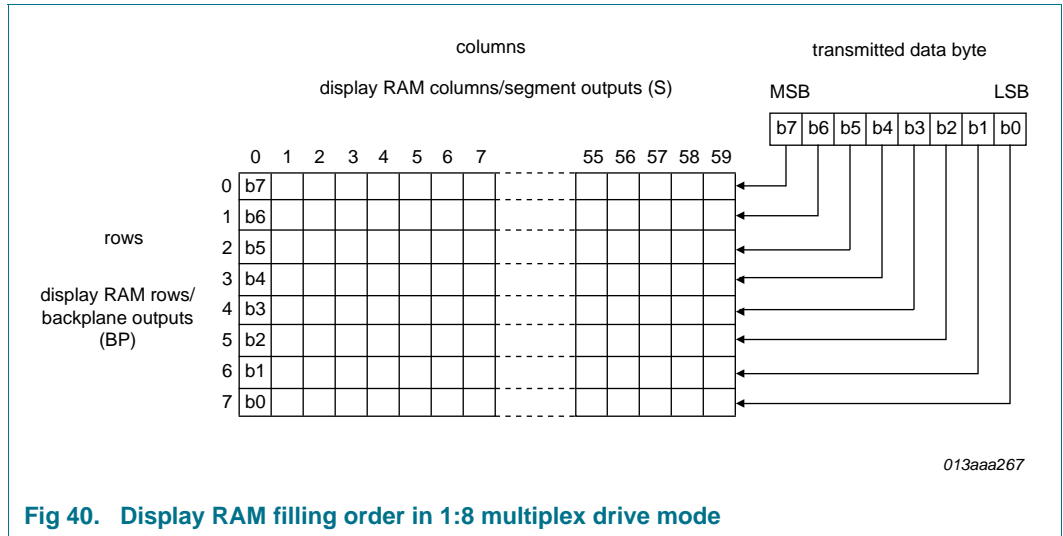 columns
display RAM columns/segment outputs (S)
transmitted data byte
MSB LSB
b7 b6 b5 b4 b3 b2 b1 b0
0 1 2 3 4 5 6 7 55 56 57 58 59
0 b7
1 b6
2 b5
3 b4
4 b3
5 b2
6 b1
7 b0
rows
display RAM rows/
backplane outputs
(BP)
013aaa267
Fig 40. Display RAM filling order in 1:8 multiplex drive mode